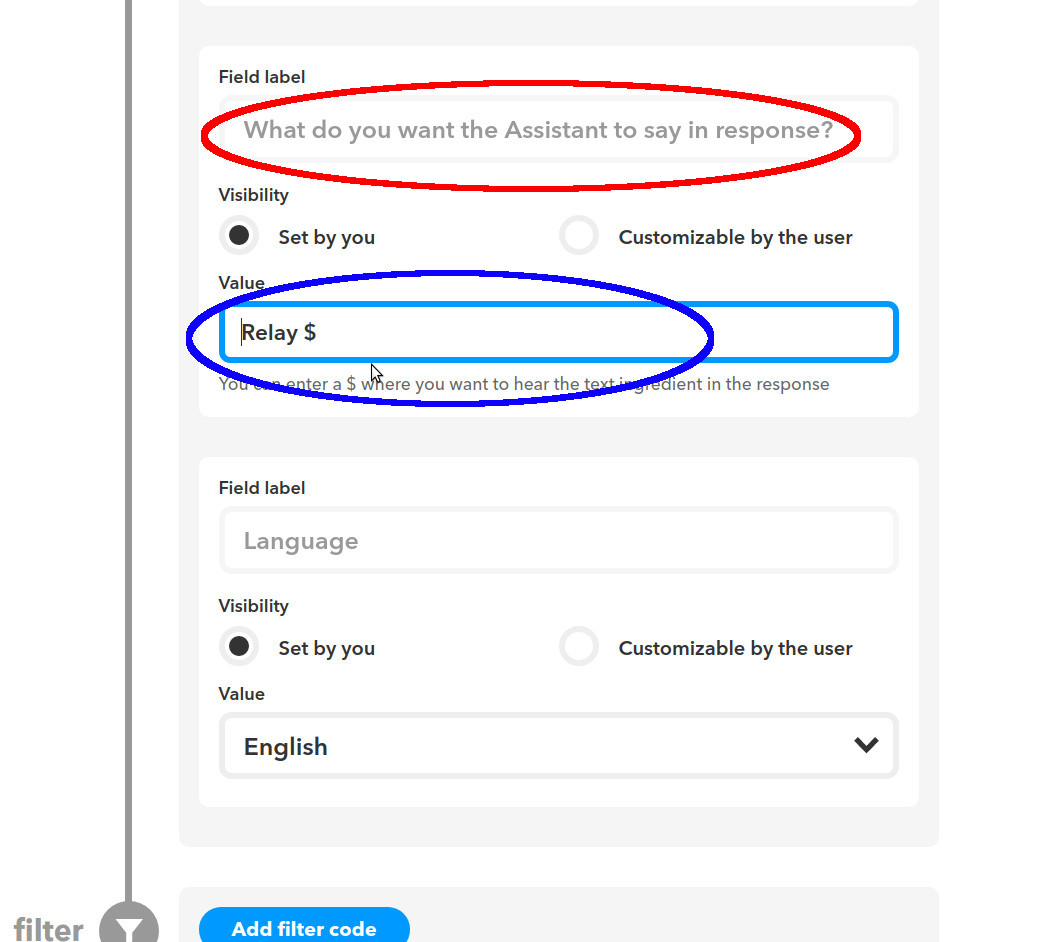 Field label
What do you want the Assistant to say in response?
Visibility
Set by you
Customizable by the user
Value
Relay $
You can enter a $ where you want to hear the text ingredient in the response
Field label
Language
Visibility
Set by you
Customizable by the user
Value
English
filter
Add filter code